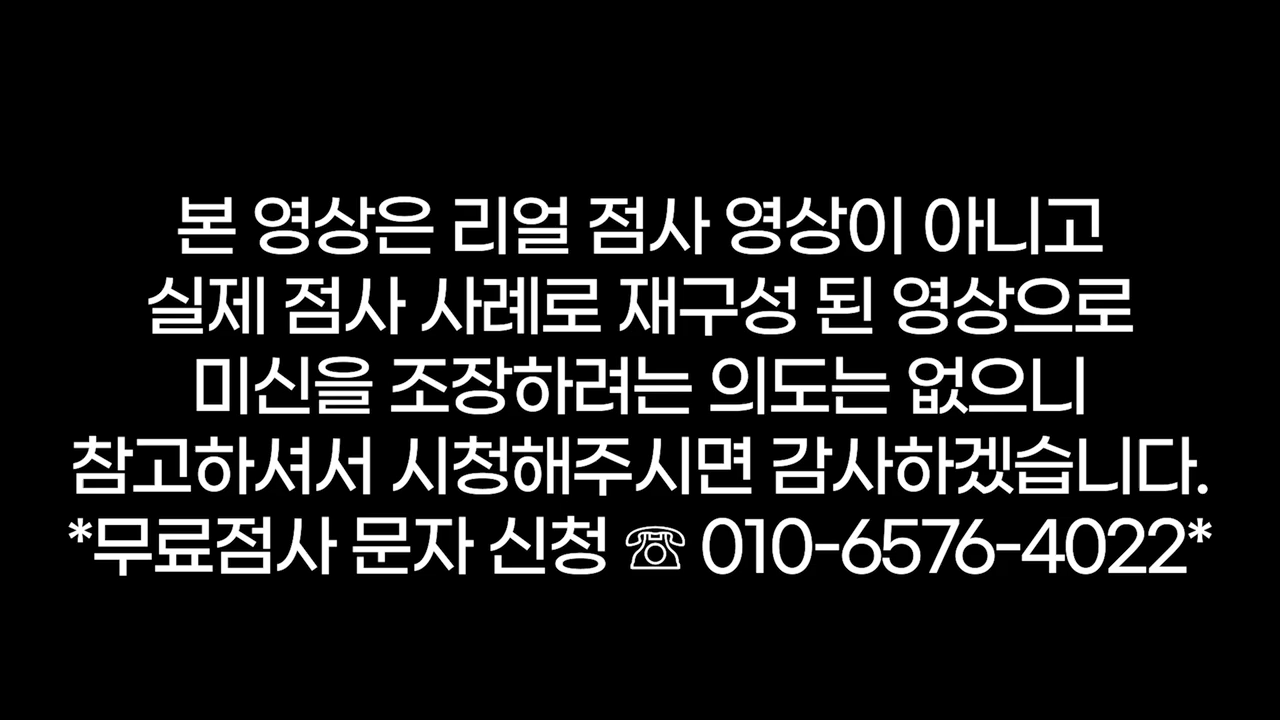 본 영상은 리얼 점사 영상이 아니고
실제 점사 사례로 재구성 된 영상으로
미신을 조장하려는 의도는 없으니
참고하셔서 시청해주시면 감사하겠습니다.
*무료점사 문자 신청 ☏ 010-6576-4022*